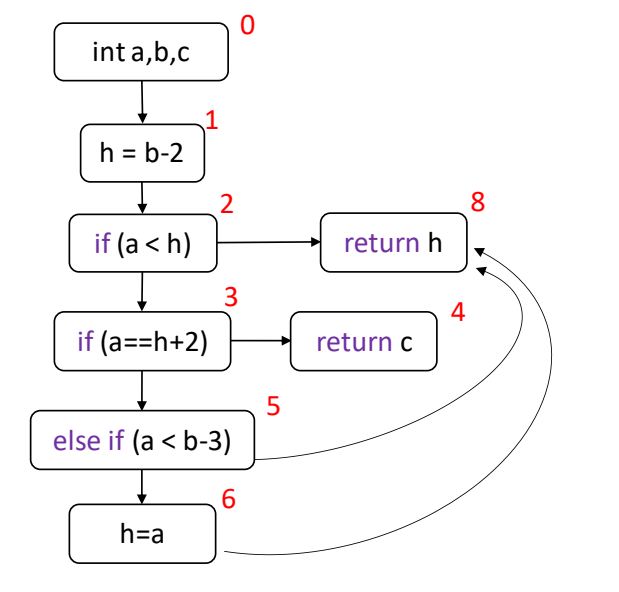 0
int a,b,c
1
h = b-2
2
if (a < h)
8
return h
3
if (a==h+2)
4
return c
5
else if (a < b-3)
6
h=a